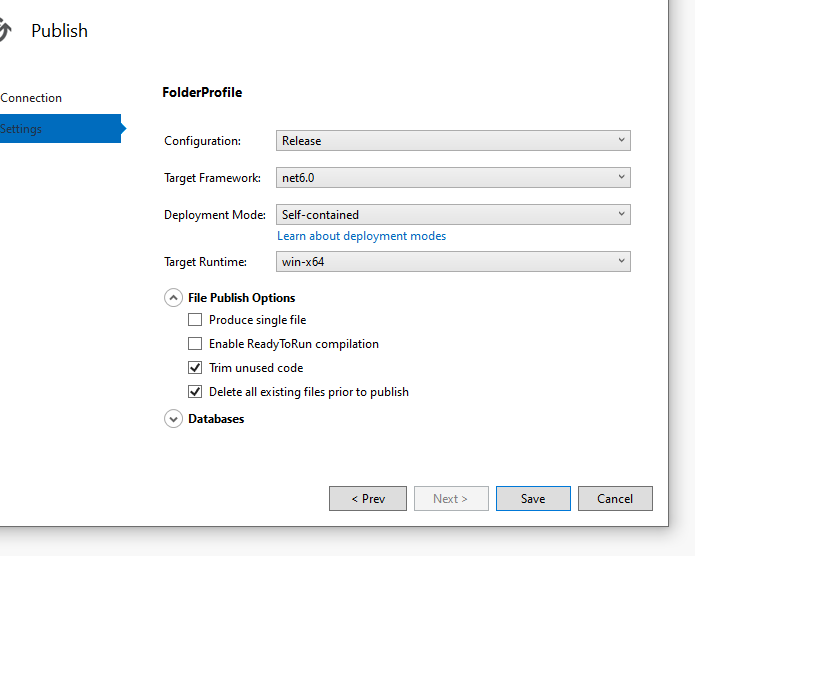 Publish
Connection
Settings
FolderProfile
Configuration: Release
Target Framework: net6.0
Deployment Mode: Self-contained
Learn about deployment modes
Target Runtime: win-x64
File Publish Options
Produce single file
Enable ReadyToRun compilation
Trim unused code
Delete all existing files prior to publish
Databases
< Prev Next > Save Cancel